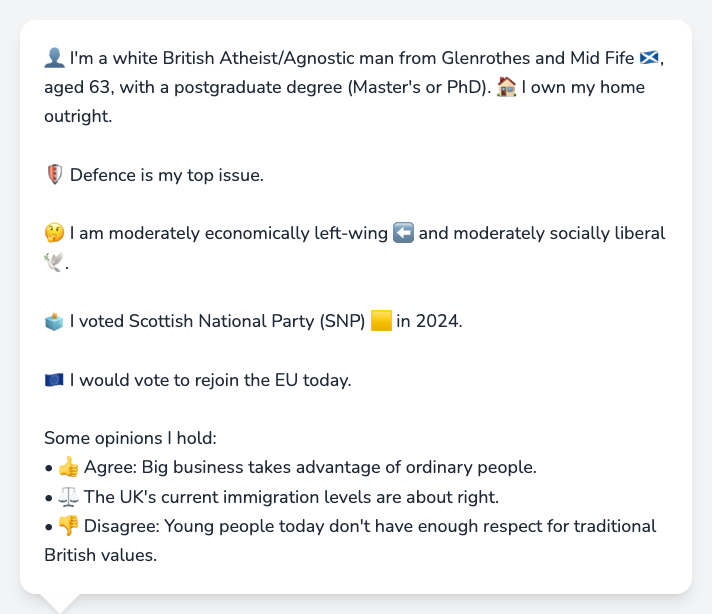 👤 I'm a white British Atheist/Agnostic man from Glenrothes and Mid Fife 🏴󠁧󠁢󠁳󠁣󠁴󠁿,
aged 63, with a postgraduate degree (Master's or PhD). 🏠 I own my home
outright.
🛡️ Defence is my top issue.
🤔 I am moderately economically left-wing ⬅️ and moderately socially liberal
🕊️.
🗳️ I voted Scottish National Party (SNP) 🟨 in 2024.
🇪🇺 I would vote to rejoin the EU today.
Some opinions I hold:
• 👍 Agree: Big business takes advantage of ordinary people.
• ⚖️ The UK's current immigration levels are about right.
• 👎 Disagree: Young people today don't have enough respect for traditional
British values.